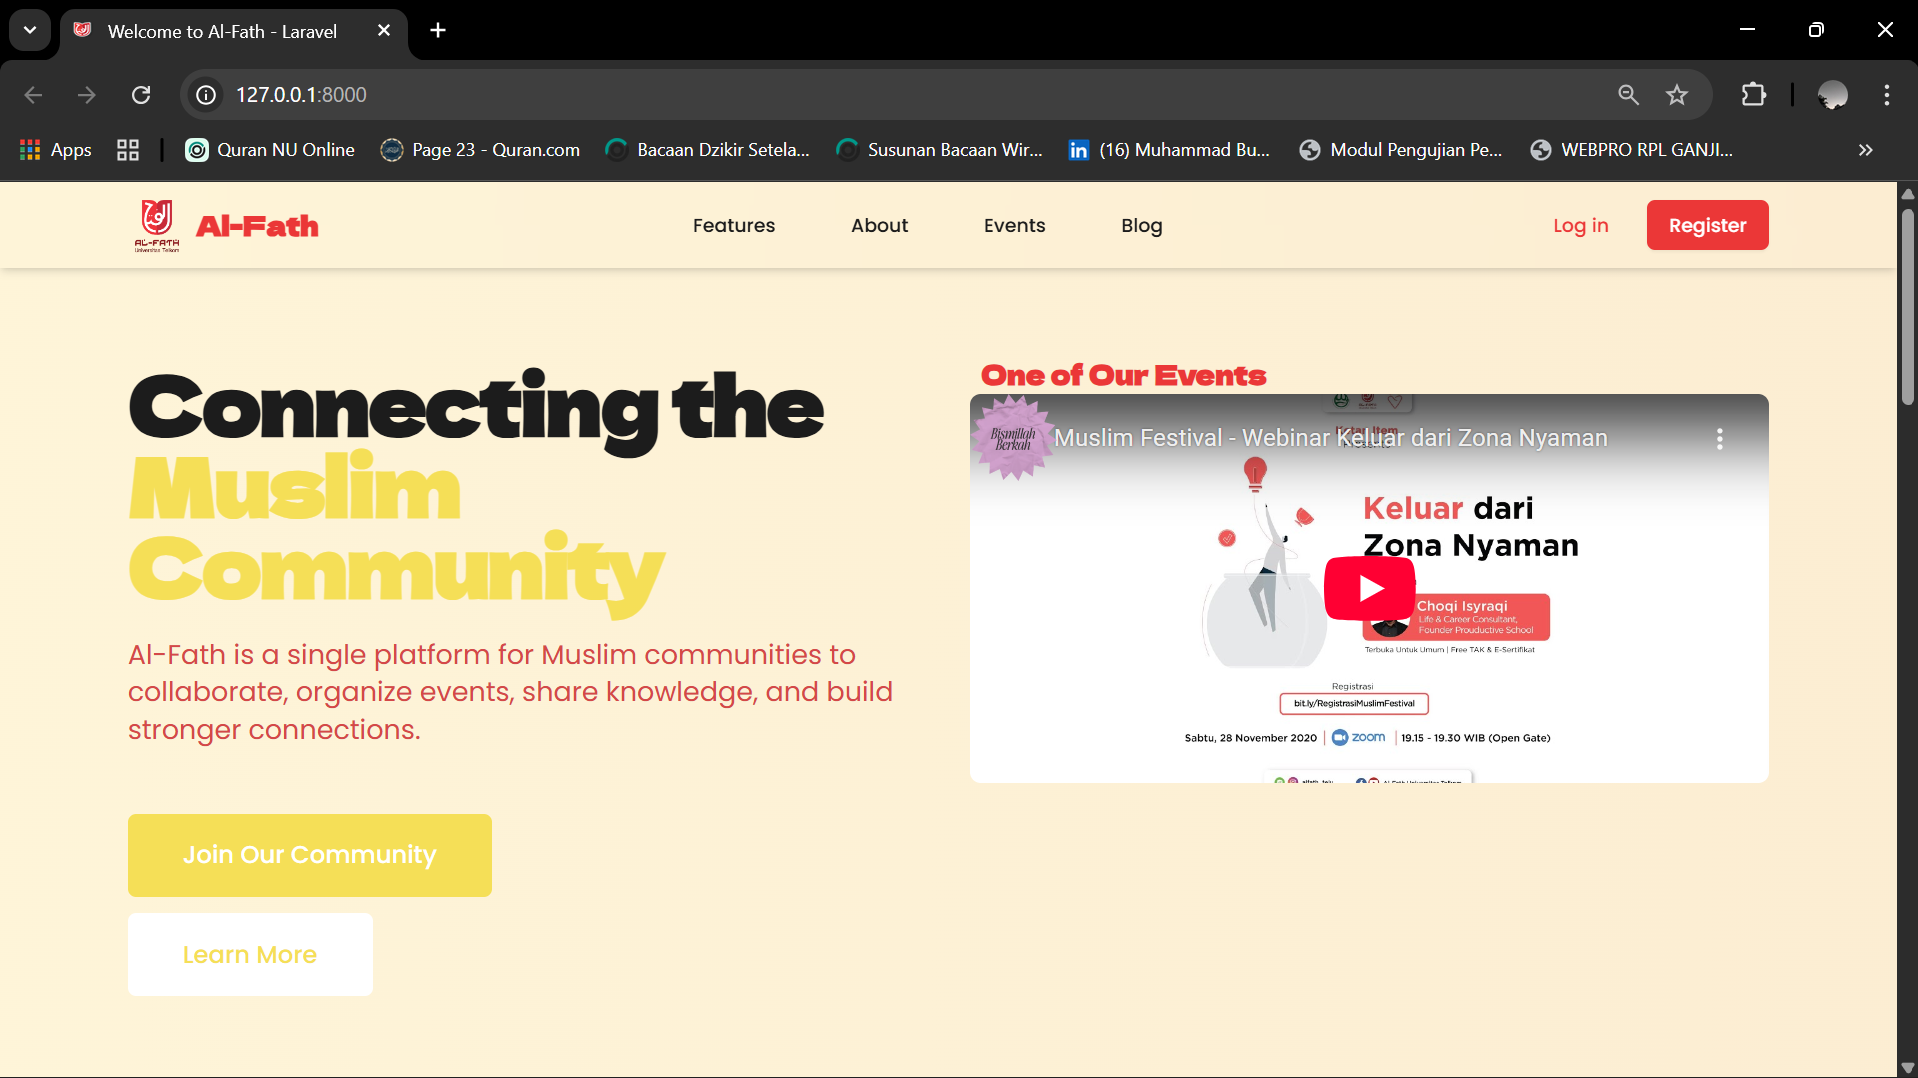 Welcome to Al-Fath - Laravel
127.0.0.1:8000
Apps
Quran NU Online
Page 23 - Quran.com
Bacaan Dzikir Setela...
Susunan Bacaan Wir...
in
(16) Muhammad Bu...
Modul Pengujian Pe...
WEBPRO RPL GANJI...
AL-FATH
Universitas Telkom
Al-Fath
Features
About
Events
Blog
Log in
Register
Connecting the
Muslim
Community
Al-Fath is a single platform for Muslim communities to
collaborate, organize events, share knowledge, and build
stronger connections.
Join Our Community
Learn More
One of Our Events
Bismillah
Berkah
Muslim Festival - Webinar Keluar dari Zona Nyaman
Keluar dari
Zona Nyaman
Choqi Isyraqi
Life & Career Consultant,
Founder Prouductive School
Terbuka Untuk Umum | Free TAK & E-Sertifikat
Registrasi
bit.ly/RegistrasiMuslimFestival
Sabtu, 28 November 2020 | zoom | 19.15 - 19.30 WIB (Open Gate)